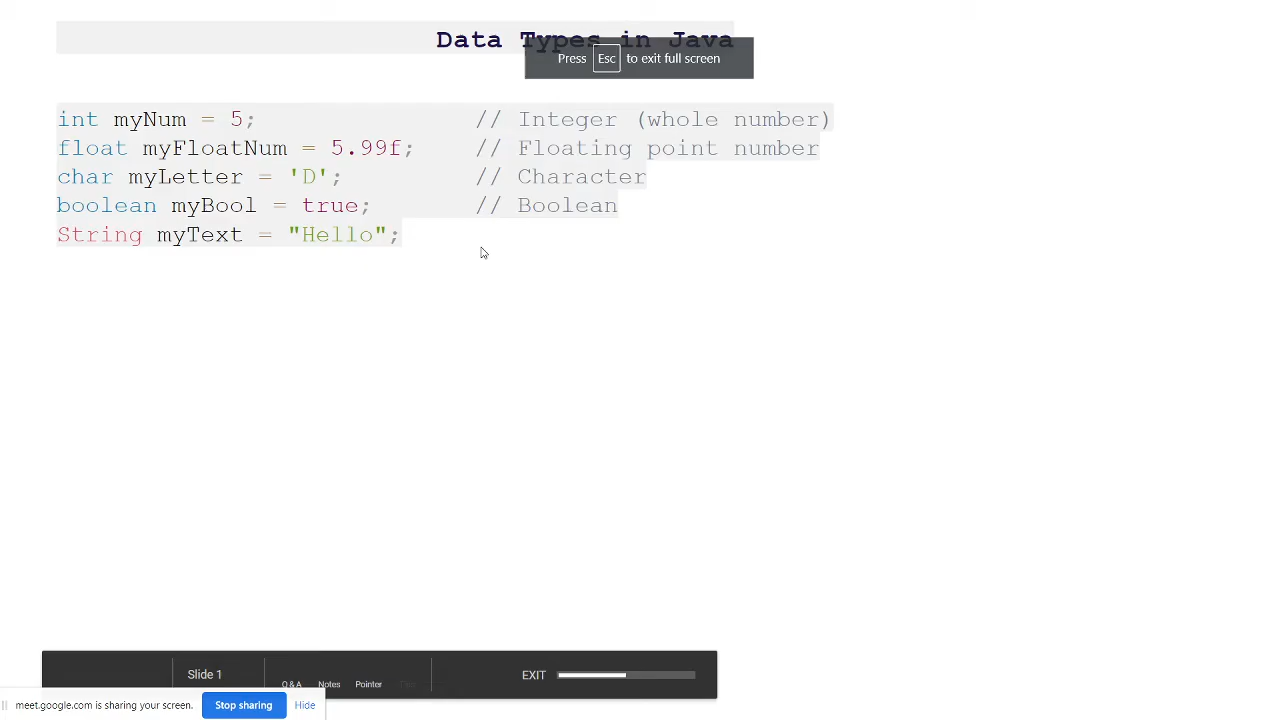 Data Types in Java
Press Esc to exit full screen
int myNum = 5; // Integer (whole number)
float myFloatNum = 5.99f; // Floating point number
char myLetter = 'D'; // Character
boolean myBool = true; // Boolean
String myText = "Hello";
Slide 1
Q & A Notes Pointer
EXIT
meet.google.com is sharing your screen. Stop sharing Hide